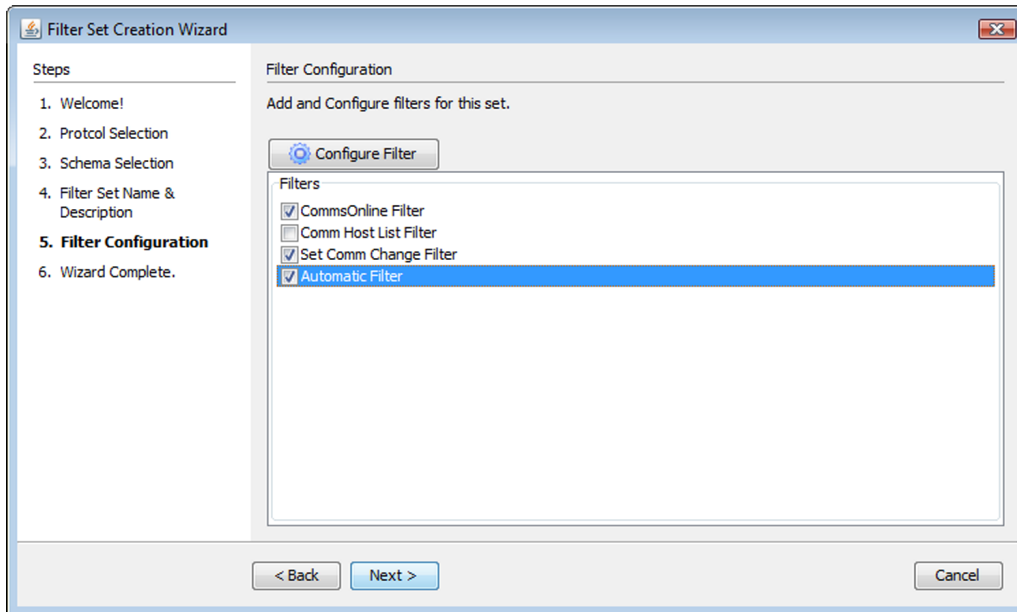 Filter Set Creation Wizard
Steps
1. Welcome!
2. Protcol Selection
3. Schema Selection
4. Filter Set Name &
Description
5. Filter Configuration
6. Wizard Complete.
Filter Configuration
Add and Configure filters for this set.
Configure Filter
Filters
CommsOnline Filter
Comm Host List Filter
Set Comm Change Filter
Automatic Filter
< Back
Next >
Cancel